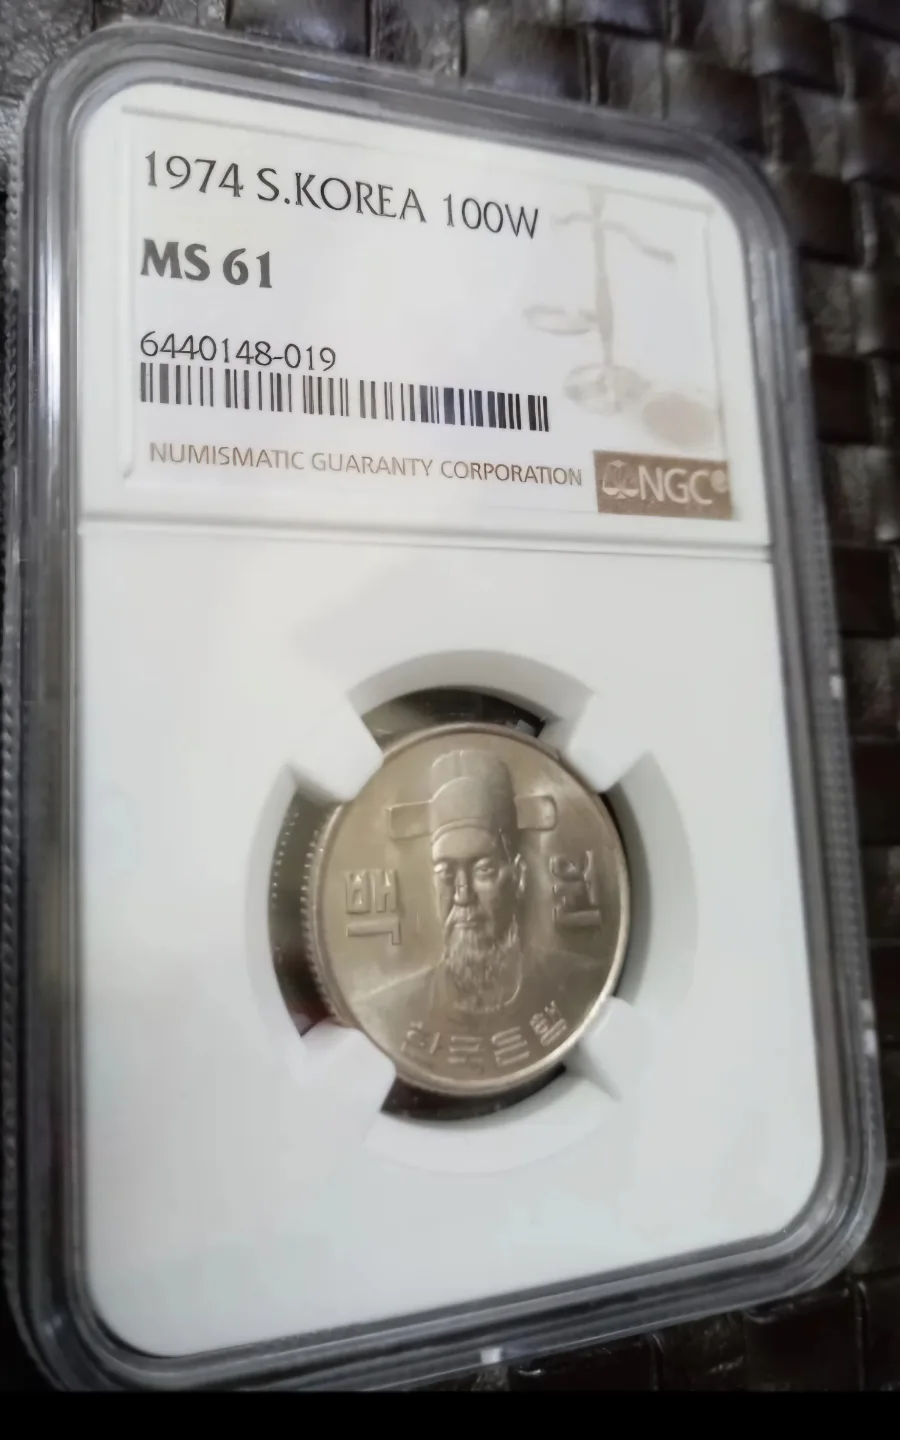 1974 S.KOREA 100W
MS 61
6440148-019
NUMISMATIC GUARANTY CORPORATION NGC®
백 원
한국은행